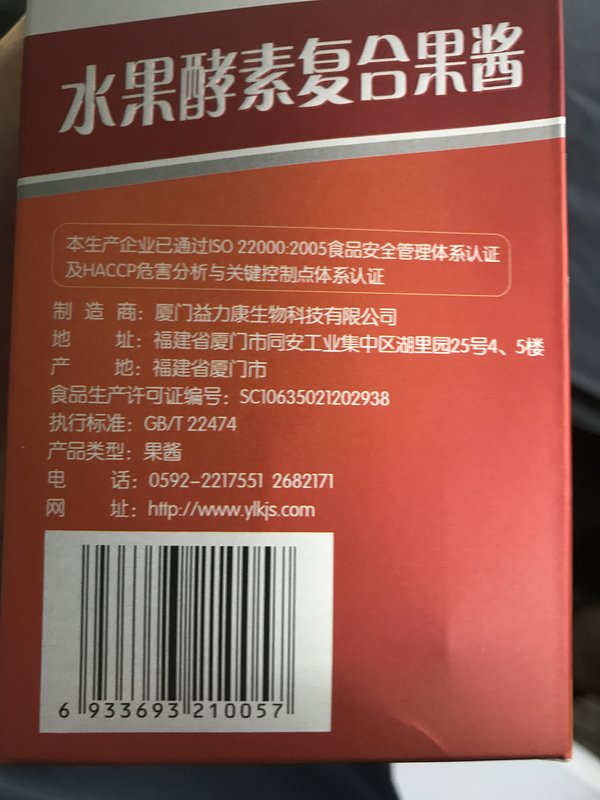 水果酵素复合果酱
本生产企业已通过ISO 22000:2005食品安全管理体系认证
及HACCP危害分析与关键控制点体系认证
制造商：厦门益力康生物科技有限公司
地址：福建省厦门市同安工业集中区湖里园25号4、5楼
产地：福建省厦门市
食品生产许可证编号：SC10635021202938
执行标准：GB/T 22474
产品类型：果酱
电话：0592-2217551 2682171
网址：http://www.ylkjs.com
6 933693 210057